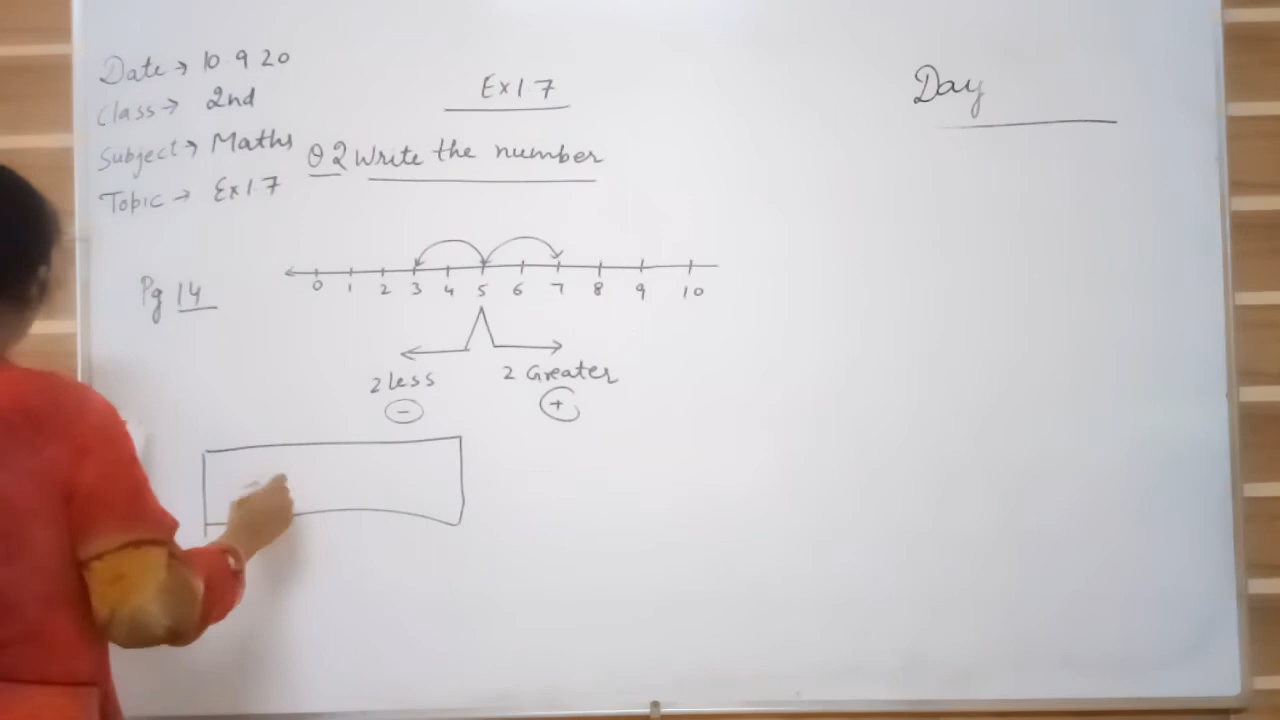 Date → 10.9.20
Class → 2nd
Subject → Maths
Topic → Ex 1.7
Ex 1.7
Q 2 Write the number
Day
Pg 14
0 1 2 3 4 5 6 7 8 9 10
2 Less
2 Greater
−
+